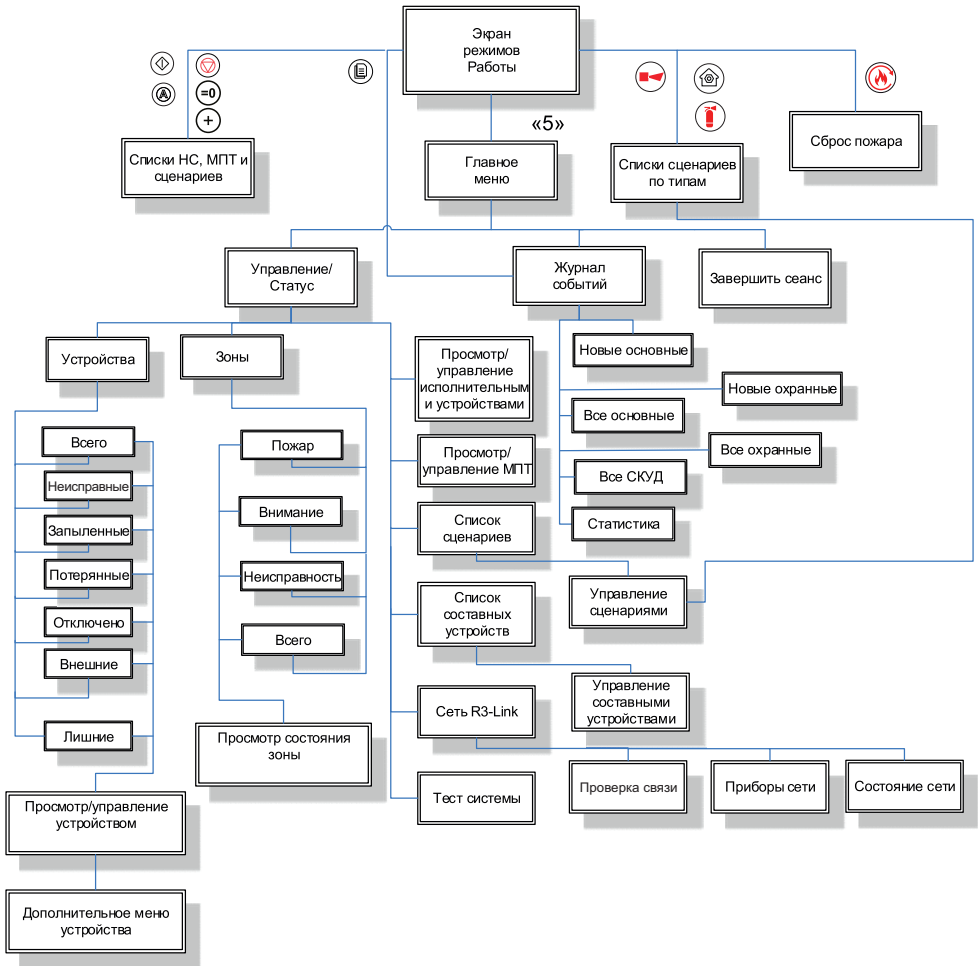 Экран
режимов
Работы
=0
+
A
«5»
Списки НС, МПТ и
сценариев
Главное
меню
Списки сценариев
по типам
Сброс пожара
Управление/
Статус
Журнал
событий
Завершить сеанс
Устройства
Зоны
Просмотр/
управление
исполнительным
и устройствами
Новые основные
Новые охранные
Все основные
Все охранные
Все СКУД
Статистика
Всего
Неисправные
Запыленные
Потерянные
Отключено
Внешние
Лишние
Пожар
Внимание
Неисправность
Всего
Просмотр/
управление МПТ
Список
сценариев
Управление
сценариями
Список
составных
устройств
Управление
составными
устройствами
Сеть R3-Link
Просмотр состояния
зоны
Тест системы
Проверка связи
Приборы сети
Состояние сети
Просмотр/управление
устройством
Дополнительное меню
устройства